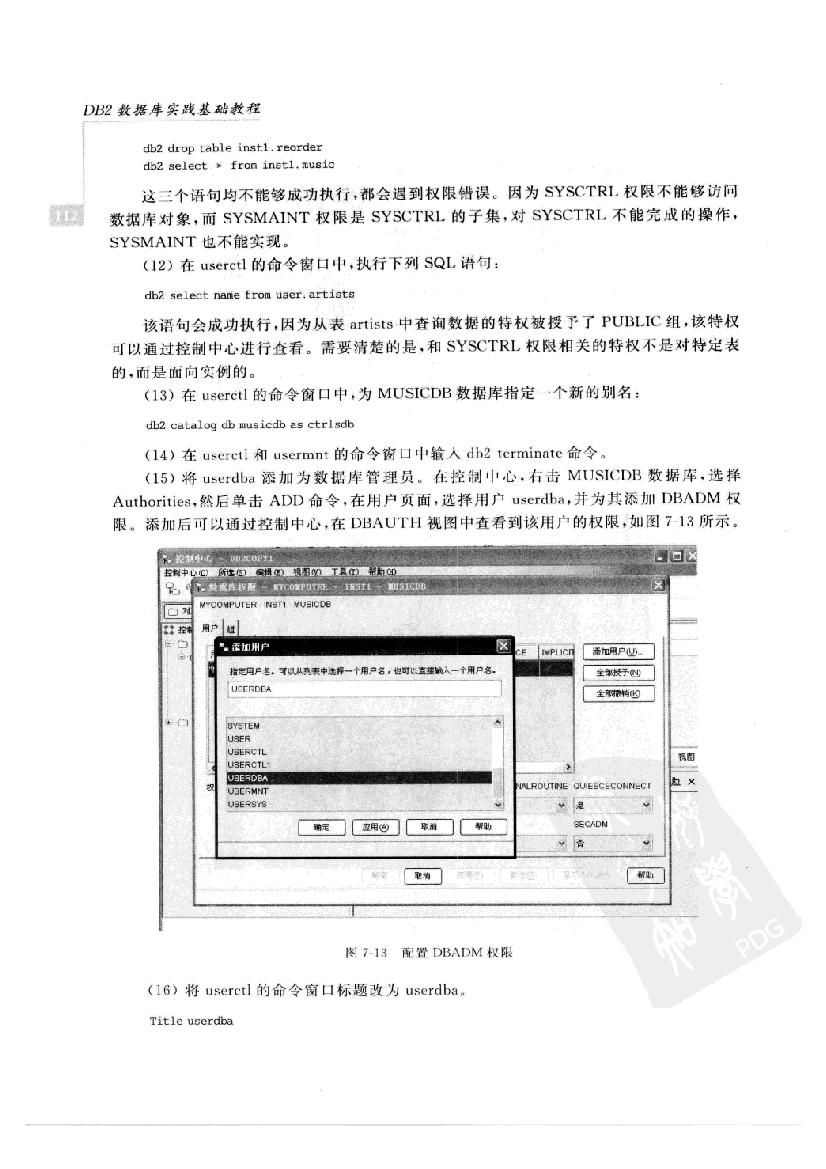 DB2 数据库实践基础教程
db2 drop table inst1.reorder
db2 select * from inst1.music
112
这三个语句均不能够成功执行,都会遇到权限错误。因为 SYSCTRL 权限不能够访问
数据库对象,而 SYSMAINT 权限是 SYSCTRL 的子集,对 SYSCTRL 不能完成的操作,
SYSMAINT 也不能实现。
(12) 在 userctl 的命令窗口中,执行下列 SQL 语句:
db2 select name from user.artists
该语句会成功执行,因为从表 artists 中查询数据的特权被授予了 PUBLIC 组,该特权
可以通过控制中心进行查看。需要清楚的是,和 SYSCTRL 权限相关的特权不是对特定表
的,而是面向实例的。
(13) 在 userctl 的命令窗口中,为 MUSICDB 数据库指定一个新的别名:
db2 catalog db musicdb as ctrlsdb
(14) 在 userctl 和 usermnt 的命令窗口中输入 db2 terminate 命令。
(15) 将 userdba 添加为数据库管理员。在控制中心,右击 MUSICDB 数据库,选择
Authorities,然后单击 ADD 命令,在用户页面,选择用户 userdba,并为其添加 DBADM 权
限。添加后可以通过控制中心,在 DBAUTH 视图中查看到该用户的权限,如图 7-13 所示。
控制中心 - DB2COPY1
控制中心(C) 所选(S) 编辑(E) 视图(V) 工具(T) 帮助(H)
数据库权限 - MYCOMPUTER - INST1 - MUSICDB
MYCOMPUTER - INST1 - MUSICDB
控制
用户 组
添加用户
CE IMPLICIT
添加用户(U)...
指定用户名。可以从列表中选择一个用户名,也可以直接输入一个用户名。
全部授予(N)
USERDBA
全部撤销(K)
SYSTEM
USER
USERCTL
USERCTL1
视图
USERDBA
USERMNT
NALROUTINE QUIESCECONNECT
USERSYS
是
确定 应用(A) 取消 帮助
SECADM
否
确定 取消 帮助
图 7-13 配置 DBADM 权限
PDG
(16) 将 userctl 的命令窗口标题改为 userdba。
Title userdba